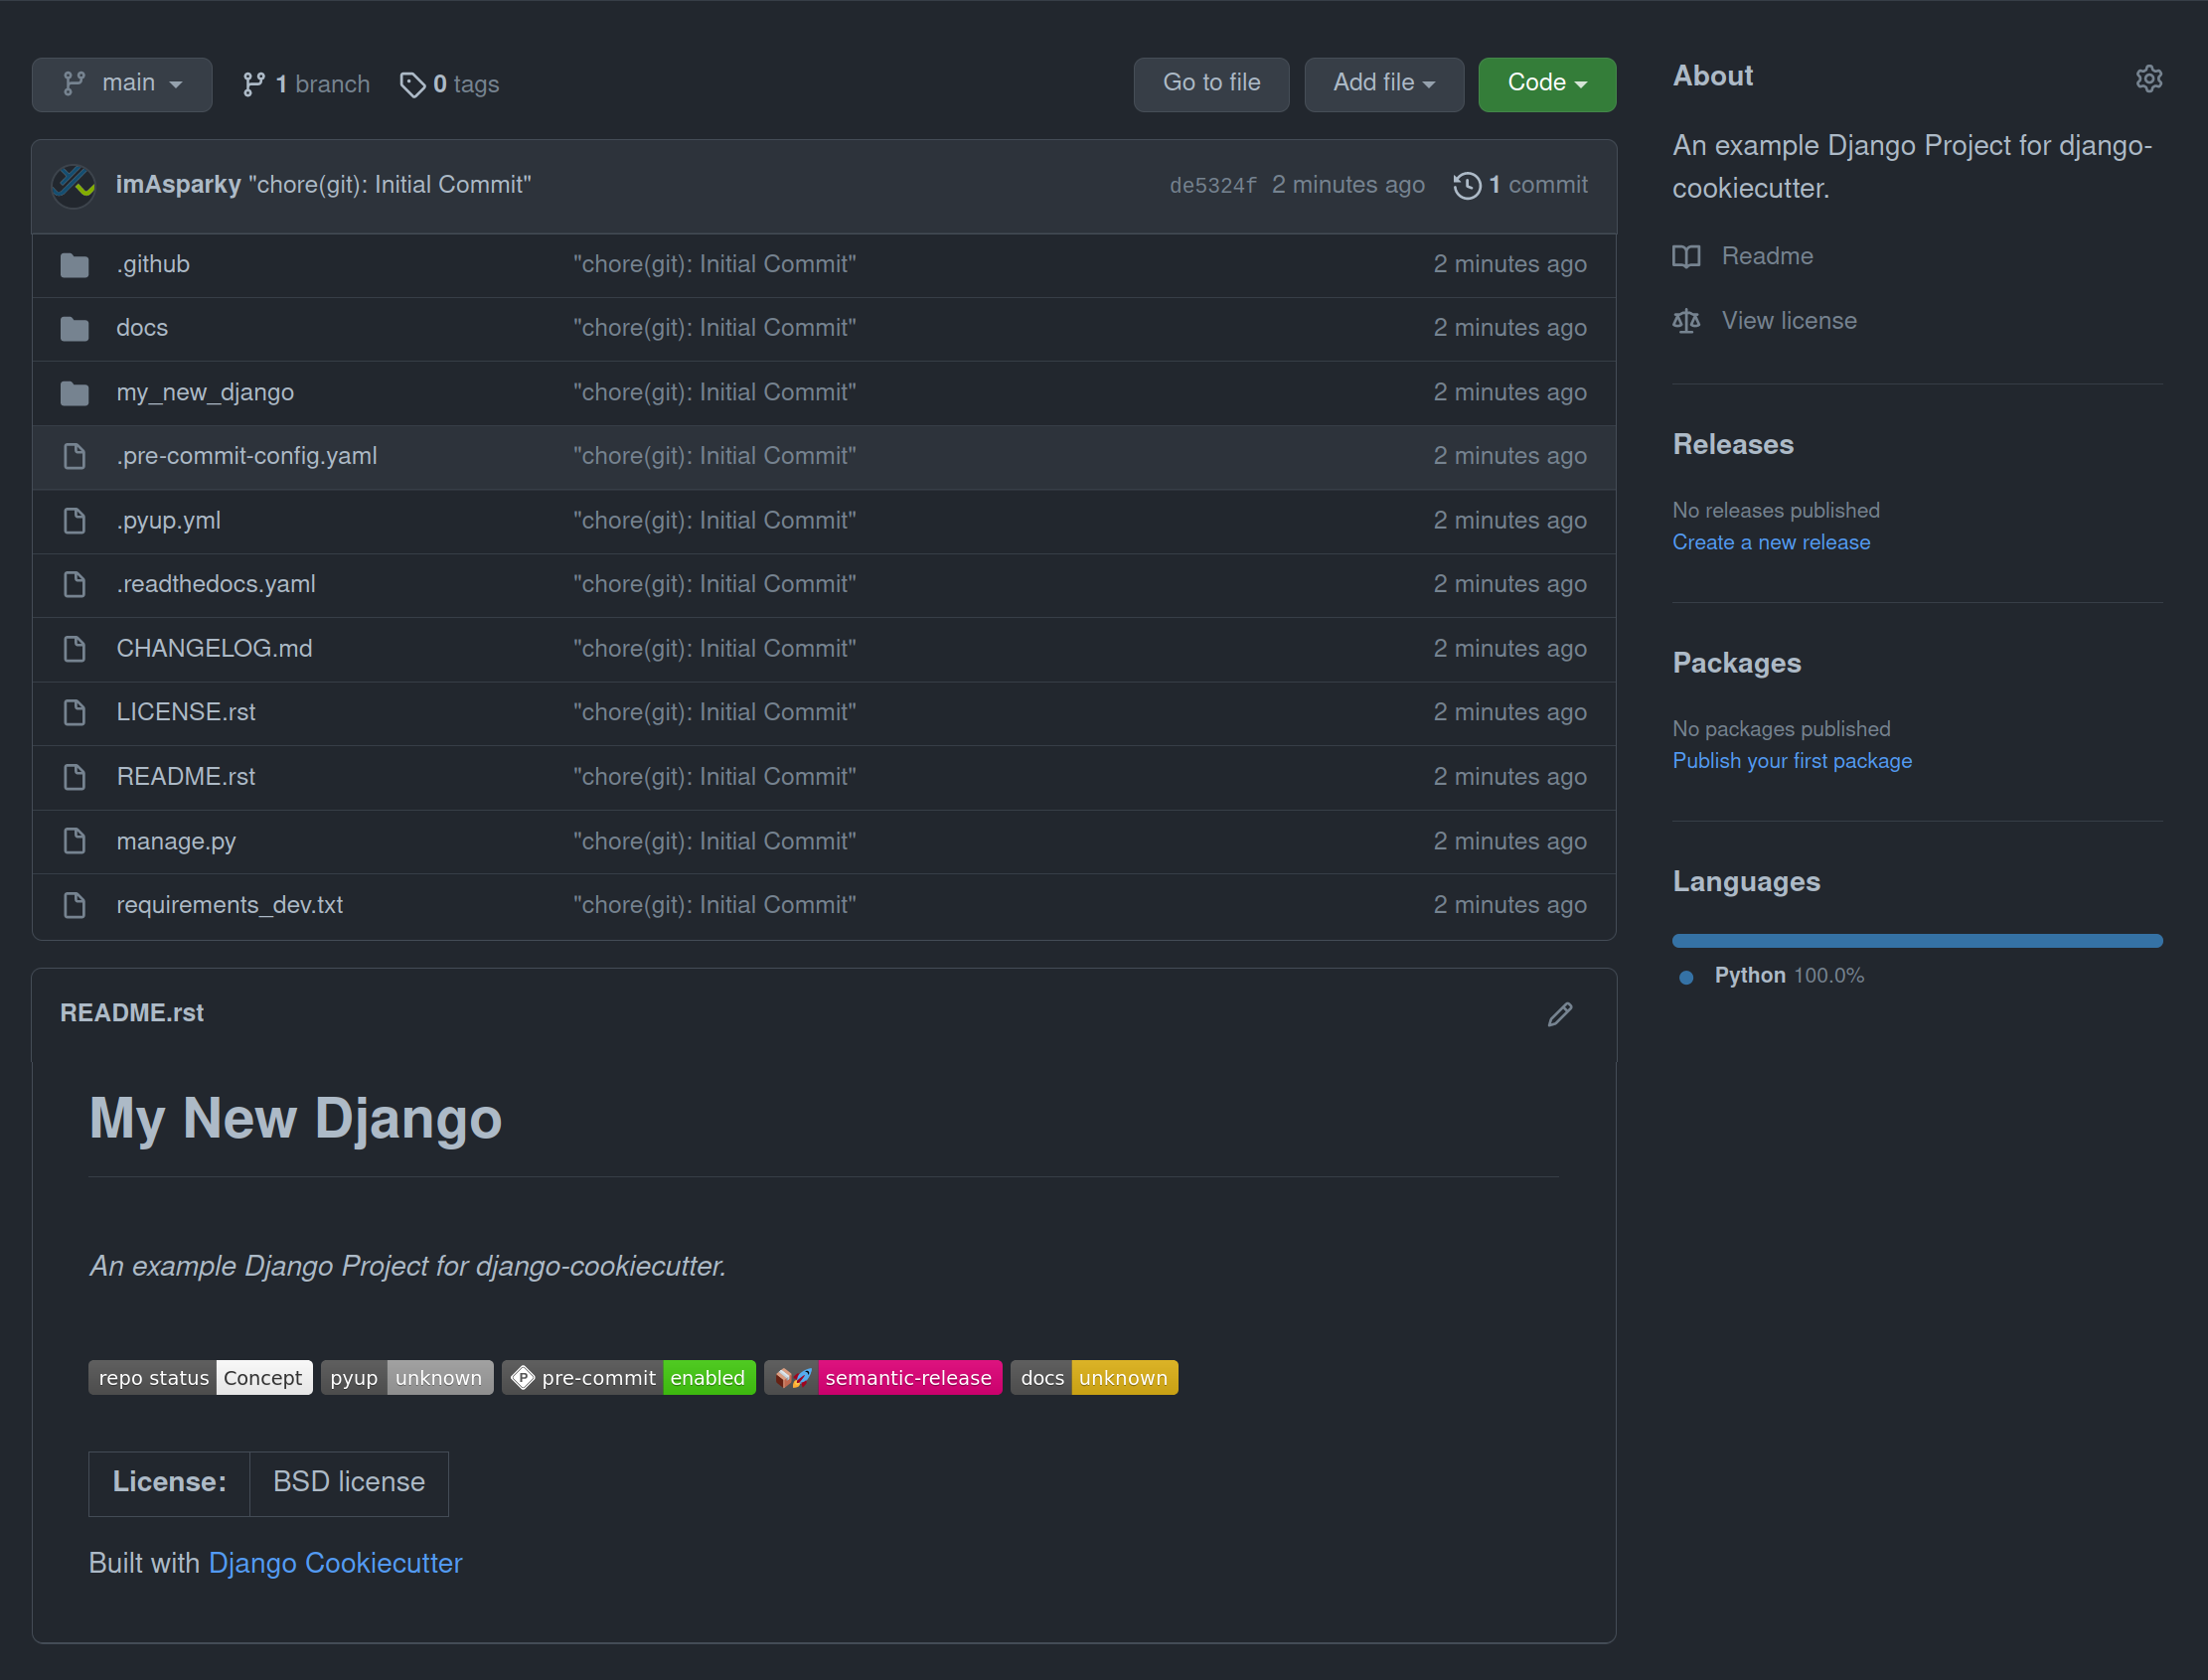 main 1 branch 0 tags Go to file Add file Code
imAsparky "chore(git): Initial Commit" de5324f 2 minutes ago 1 commit
.github "chore(git): Initial Commit" 2 minutes ago
docs "chore(git): Initial Commit" 2 minutes ago
my_new_django "chore(git): Initial Commit" 2 minutes ago
.pre-commit-config.yaml "chore(git): Initial Commit" 2 minutes ago
.pyup.yml "chore(git): Initial Commit" 2 minutes ago
.readthedocs.yaml "chore(git): Initial Commit" 2 minutes ago
CHANGELOG.md "chore(git): Initial Commit" 2 minutes ago
LICENSE.rst "chore(git): Initial Commit" 2 minutes ago
README.rst "chore(git): Initial Commit" 2 minutes ago
manage.py "chore(git): Initial Commit" 2 minutes ago
requirements_dev.txt "chore(git): Initial Commit" 2 minutes ago
README.rst
My New Django
An example Django Project for django-cookiecutter.
repo status Concept pyup unknown P pre-commit enabled semantic-release docs unknown
License: BSD license
Built with Django Cookiecutter
About
An example Django Project for django-
cookiecutter.
Readme
View license
Releases
No releases published
Create a new release
Packages
No packages published
Publish your first package
Languages
Python 100.0%